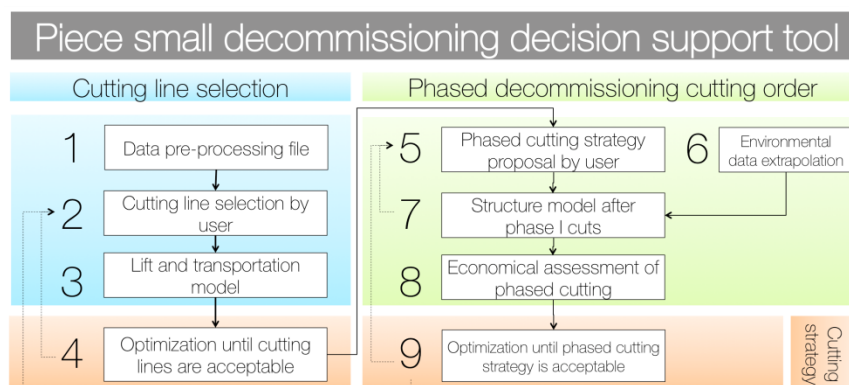 Piece small decommissioning decision support tool
Cutting line selection
Phased decommissioning cutting order
1
Data pre-processing file
2
Cutting line selection by
user
3
Lift and transportation
model
4
Optimization until cutting
lines are acceptable
5
Phased cutting strategy
proposal by user
6
Environmental
data extrapolation
7
Structure model after
phase I cuts
8
Economical assessment of
phased cutting
9
Optimization until phased cutting
strategy is acceptable
Cutting
strategy